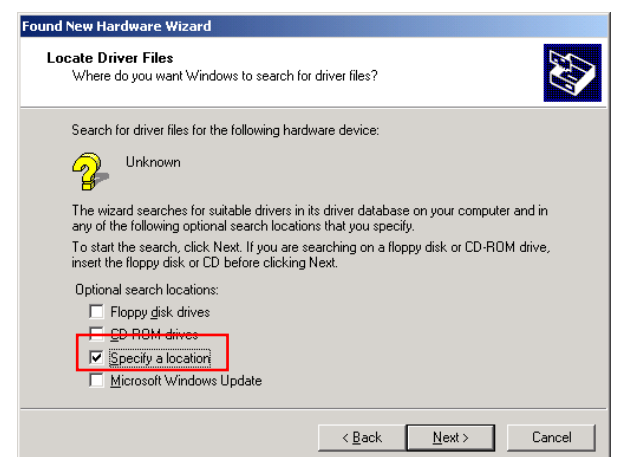 Found New Hardware Wizard
Locate Driver Files
Where do you want Windows to search for driver files?
Search for driver files for the following hardware device:
Unknown
The wizard searches for suitable drivers in its driver database on your computer and in
any of the following optional search locations that you specify.
To start the search, click Next. If you are searching on a floppy disk or CD-ROM drive,
insert the floppy disk or CD before clicking Next.
Optional search locations:
Floppy disk drives
CD-ROM drives
Specify a location
Microsoft Windows Update
< Back Next > Cancel